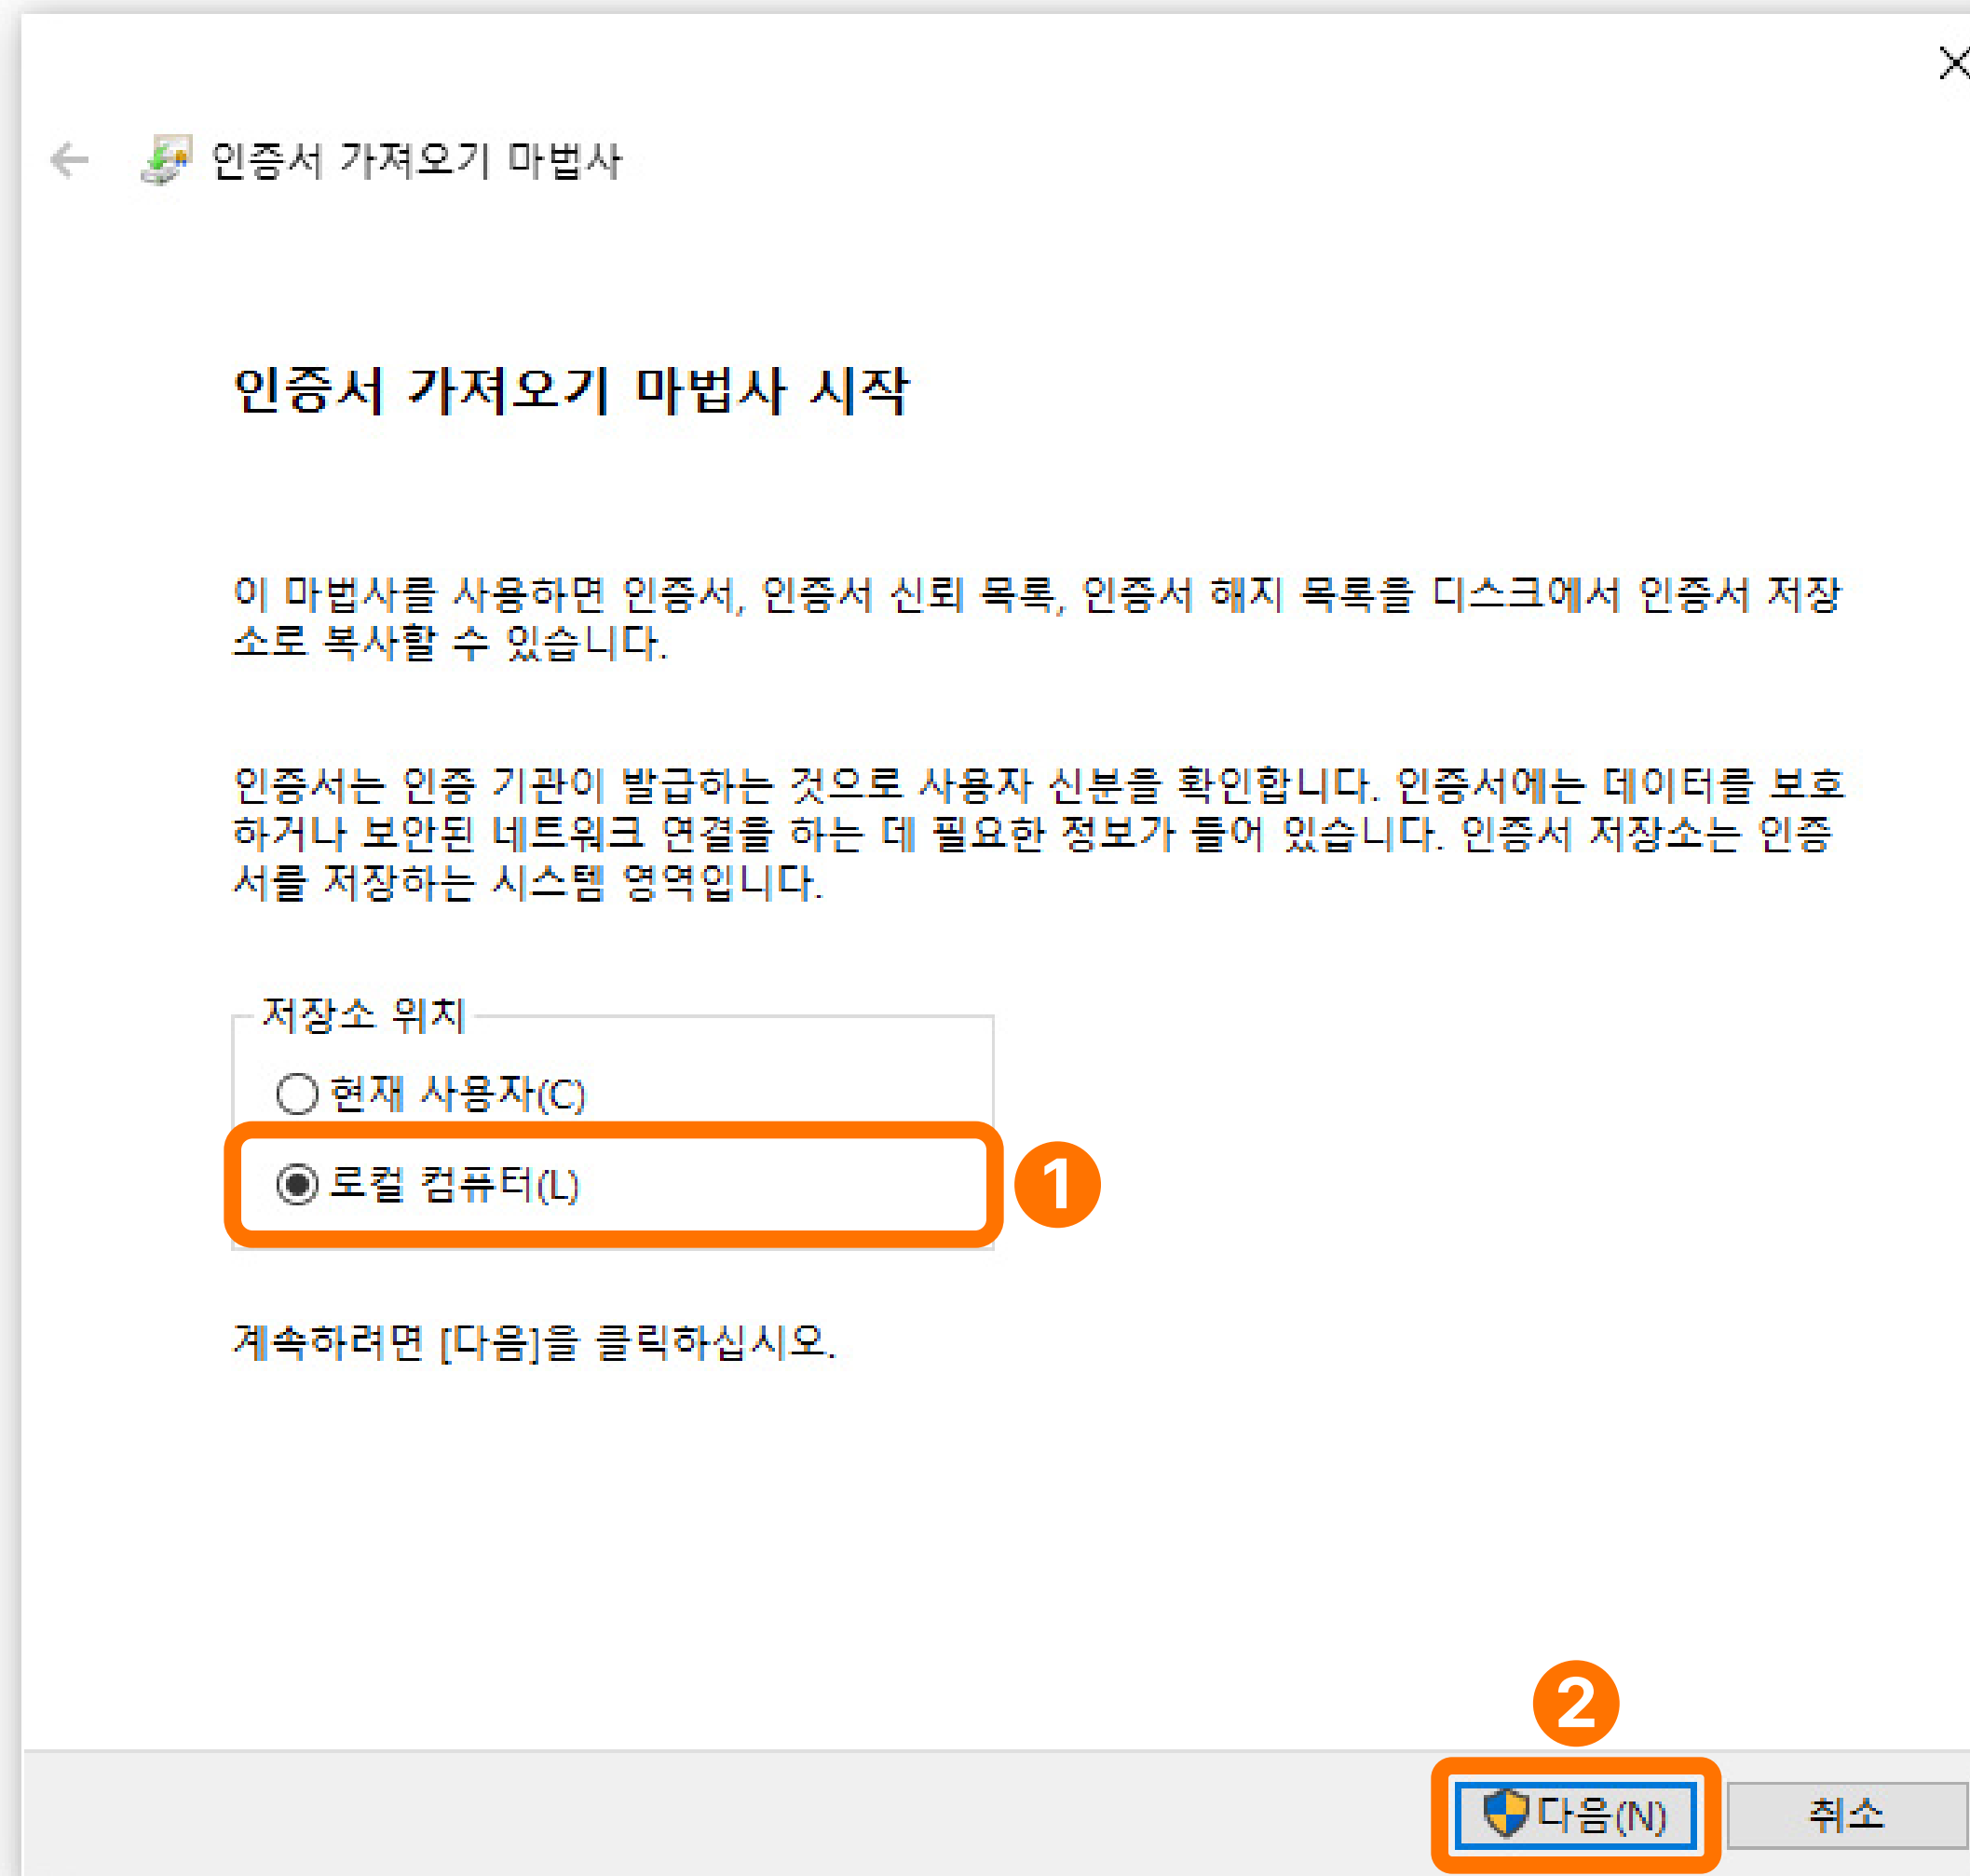 인증서 가져오기 마법사
인증서 가져오기 마법사 시작
이 마법사를 사용하면 인증서, 인증서 신뢰 목록, 인증서 해지 목록을 디스크에서 인증서 저장
소로 복사할 수 있습니다.
인증서는 인증 기관이 발급하는 것으로 사용자 신분을 확인합니다. 인증서에는 데이터를 보호
하거나 보안된 네트워크 연결을 하는 데 필요한 정보가 들어 있습니다. 인증서 저장소는 인증
서를 저장하는 시스템 영역입니다.
저장소 위치
현재 사용자(C)
로컬 컴퓨터(L) 1
계속하려면 [다음]을 클릭하십시오.
2
다음(N) 취소